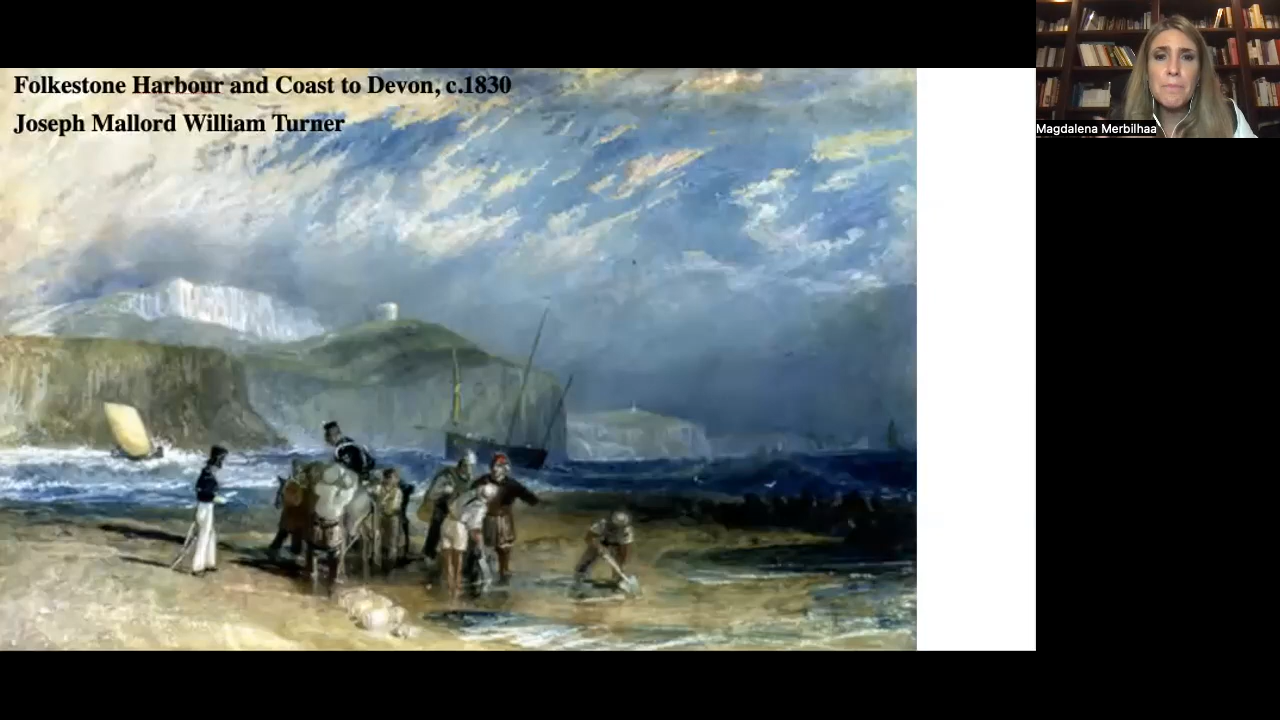 Folkestone Harbour and Coast to Devon, c.1830
Joseph Mallord William Turner
Magdalena Merbilhaa